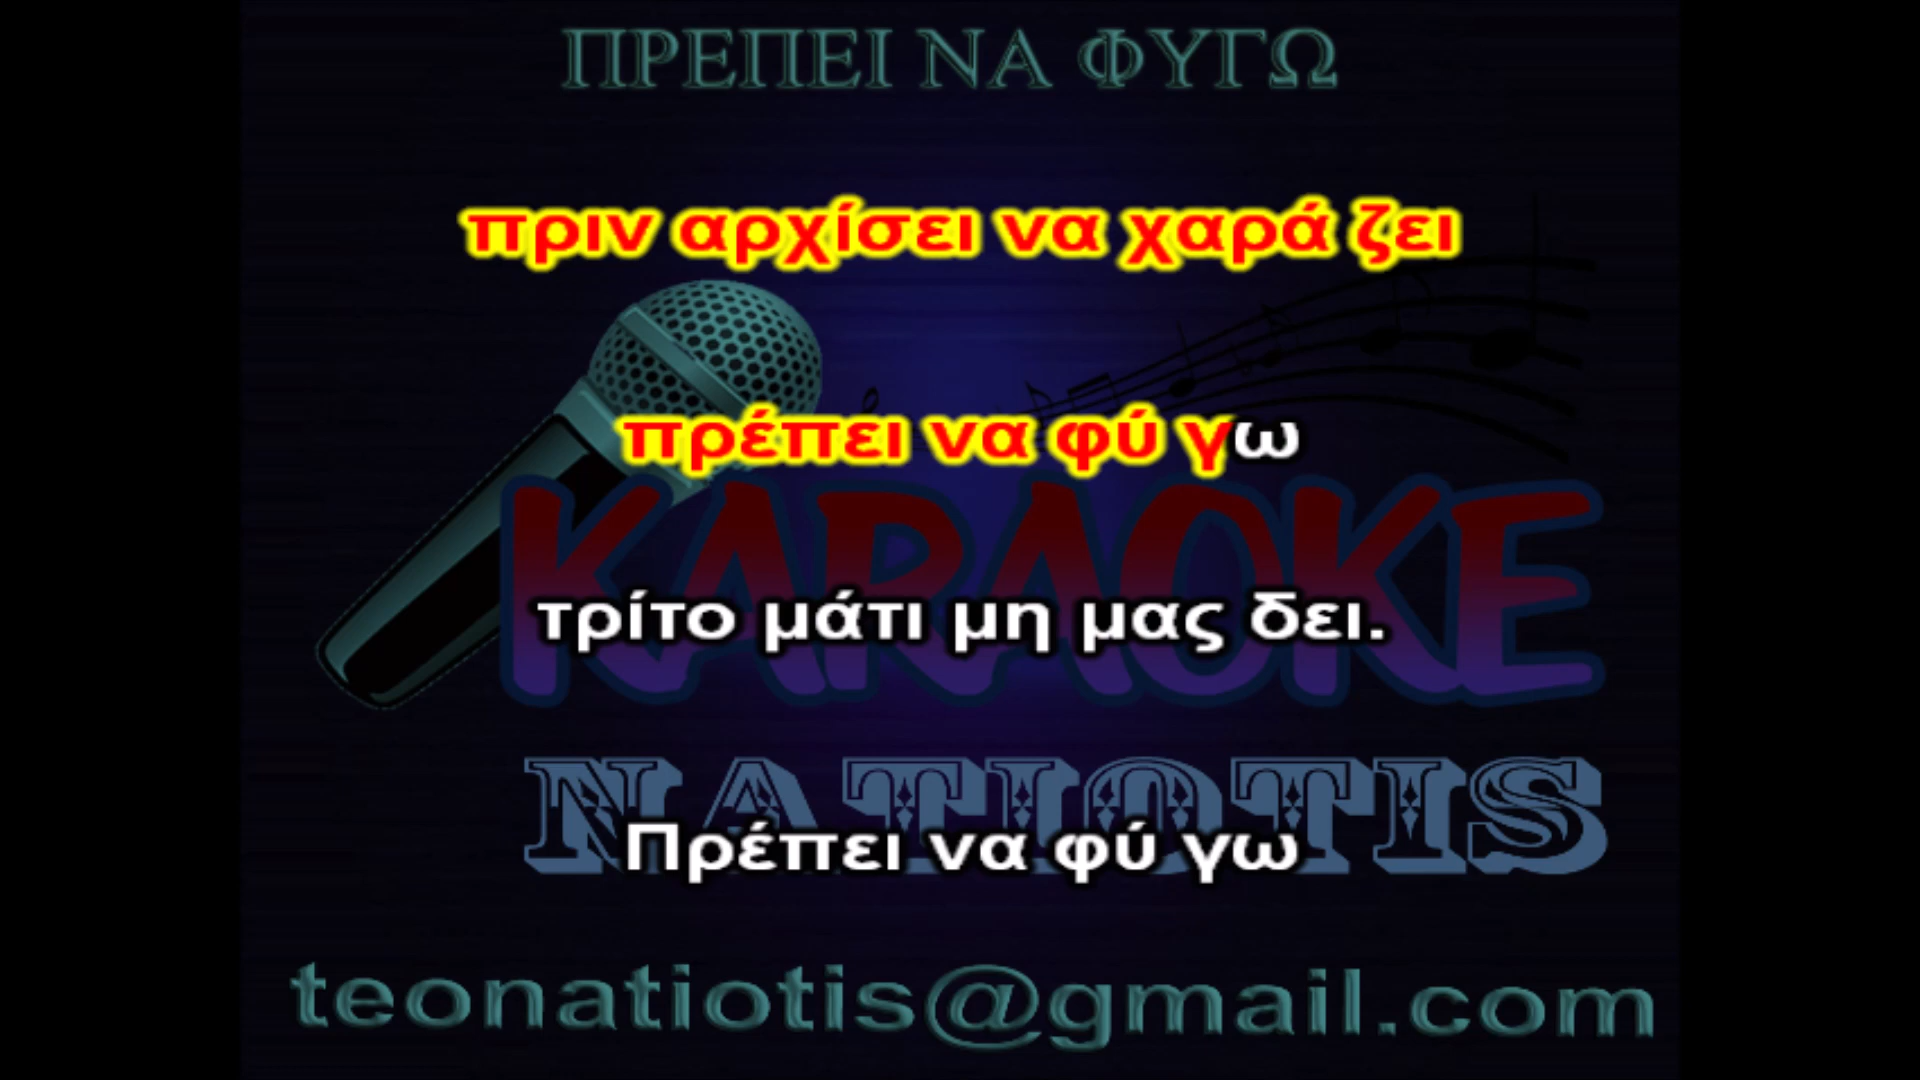 ΠΡΕΠΕΙ ΝΑ ΦΥΓΩ
πριν αρχίσει να χαρά ζει
πρέπει να φύ γω
KARAOKE
τρίτο μάτι μη μας δει.
NATIOTIS
Πρέπει να φύ γω
teonatiotis@gmail.com